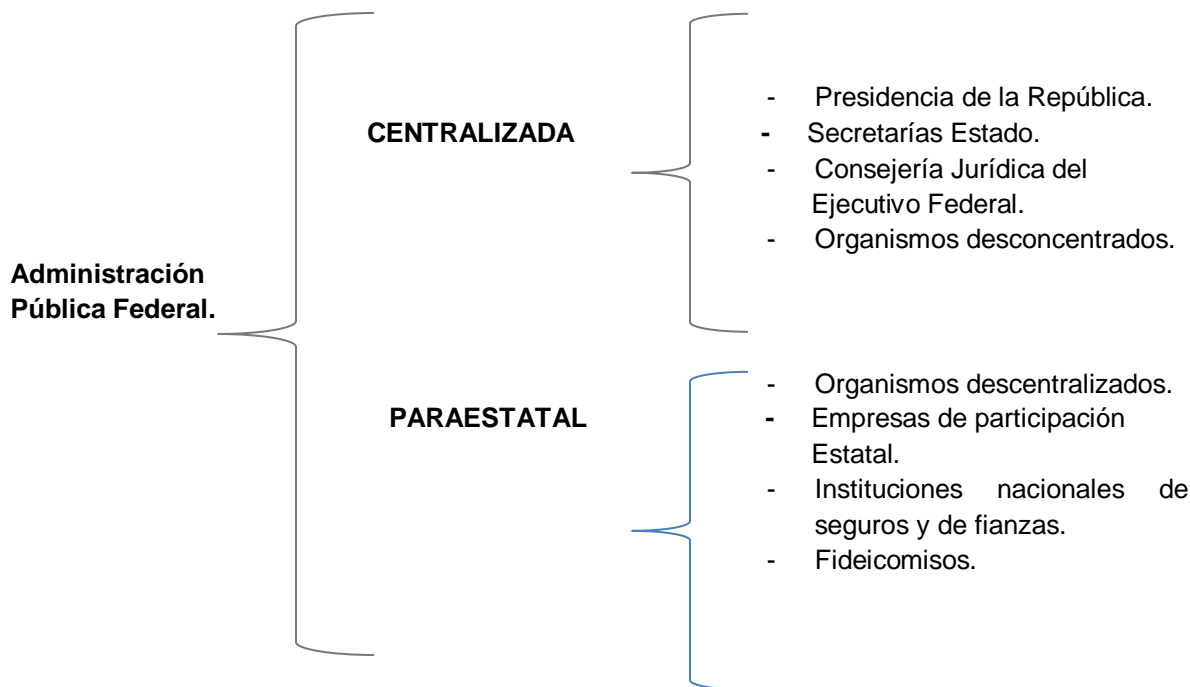 Administración
Pública Federal.
CENTRALIZADA
- Presidencia de la República.
- Secretarías Estado.
- Consejería Jurídica del
Ejecutivo Federal.
- Organismos desconcentrados.
PARAESTATAL
- Organismos descentralizados.
- Empresas de participación
Estatal.
- Instituciones nacionales de
seguros y de fianzas.
- Fideicomisos.